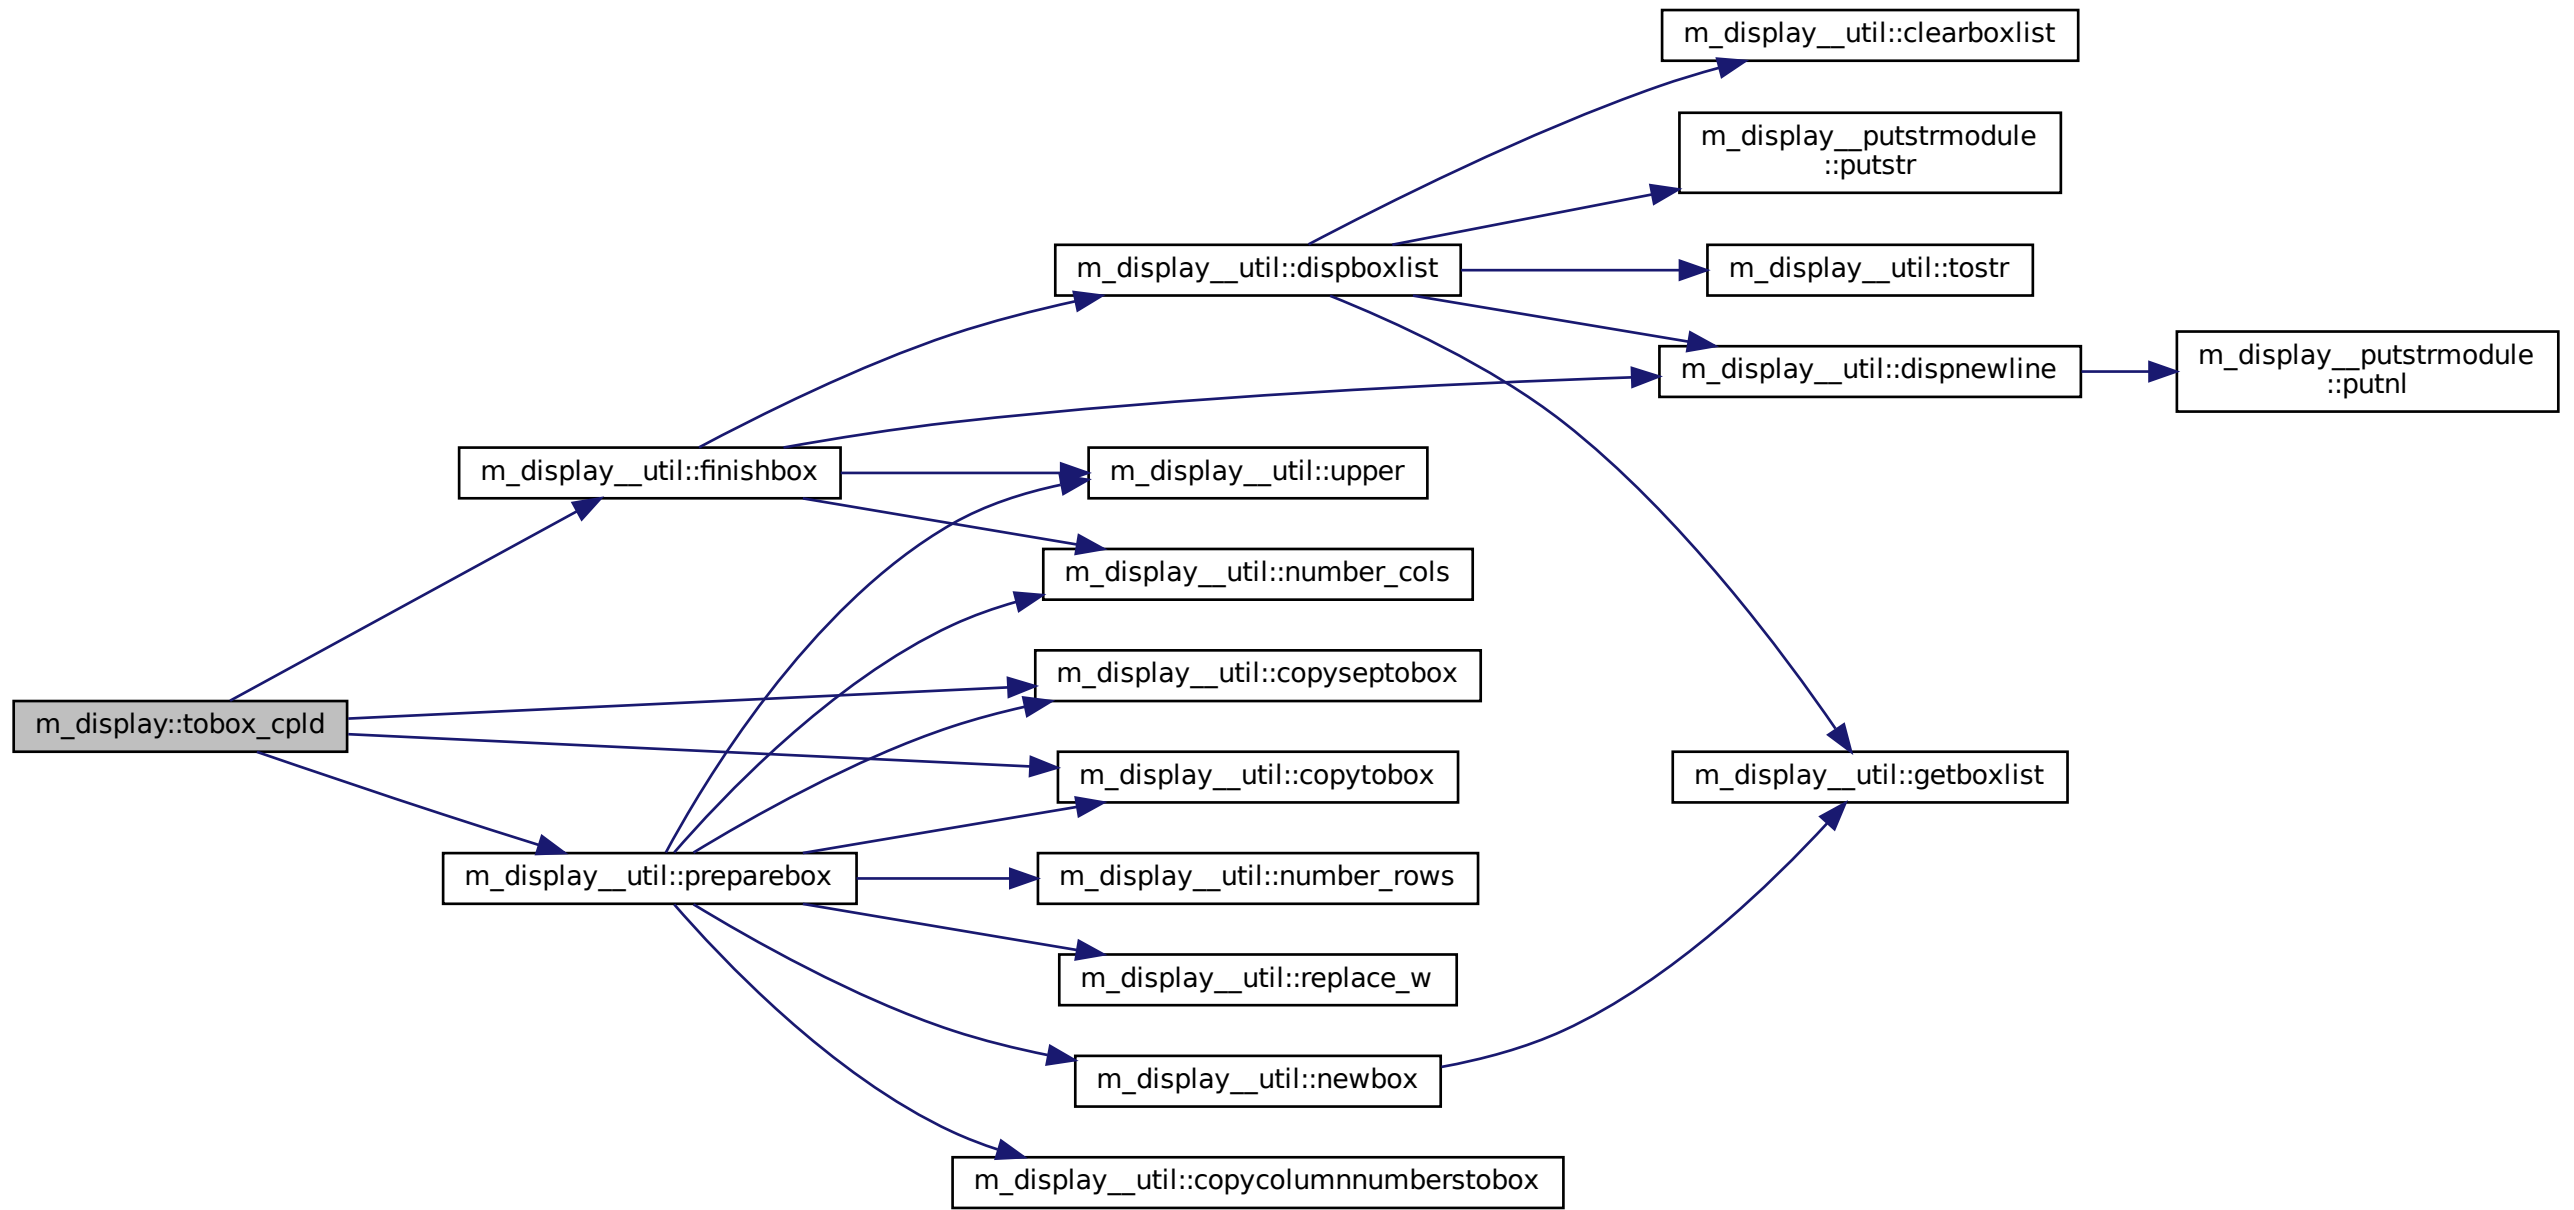 m_display__util::clearboxlist
m_display__putstrmodule
::putstr
m_display__util::dispboxlist
m_display__util::tostr
m_display__util::dispnewline
m_display__putstrmodule
::putnl
m_display__util::finishbox
m_display__util::upper
m_display__util::number_cols
m_display__util::copyseptobox
m_display::tobox_cpld
m_display__util::copytobox
m_display__util::getboxlist
m_display__util::preparebox
m_display__util::number_rows
m_display__util::replace_w
m_display__util::newbox
m_display__util::copycolumnnumberstobox